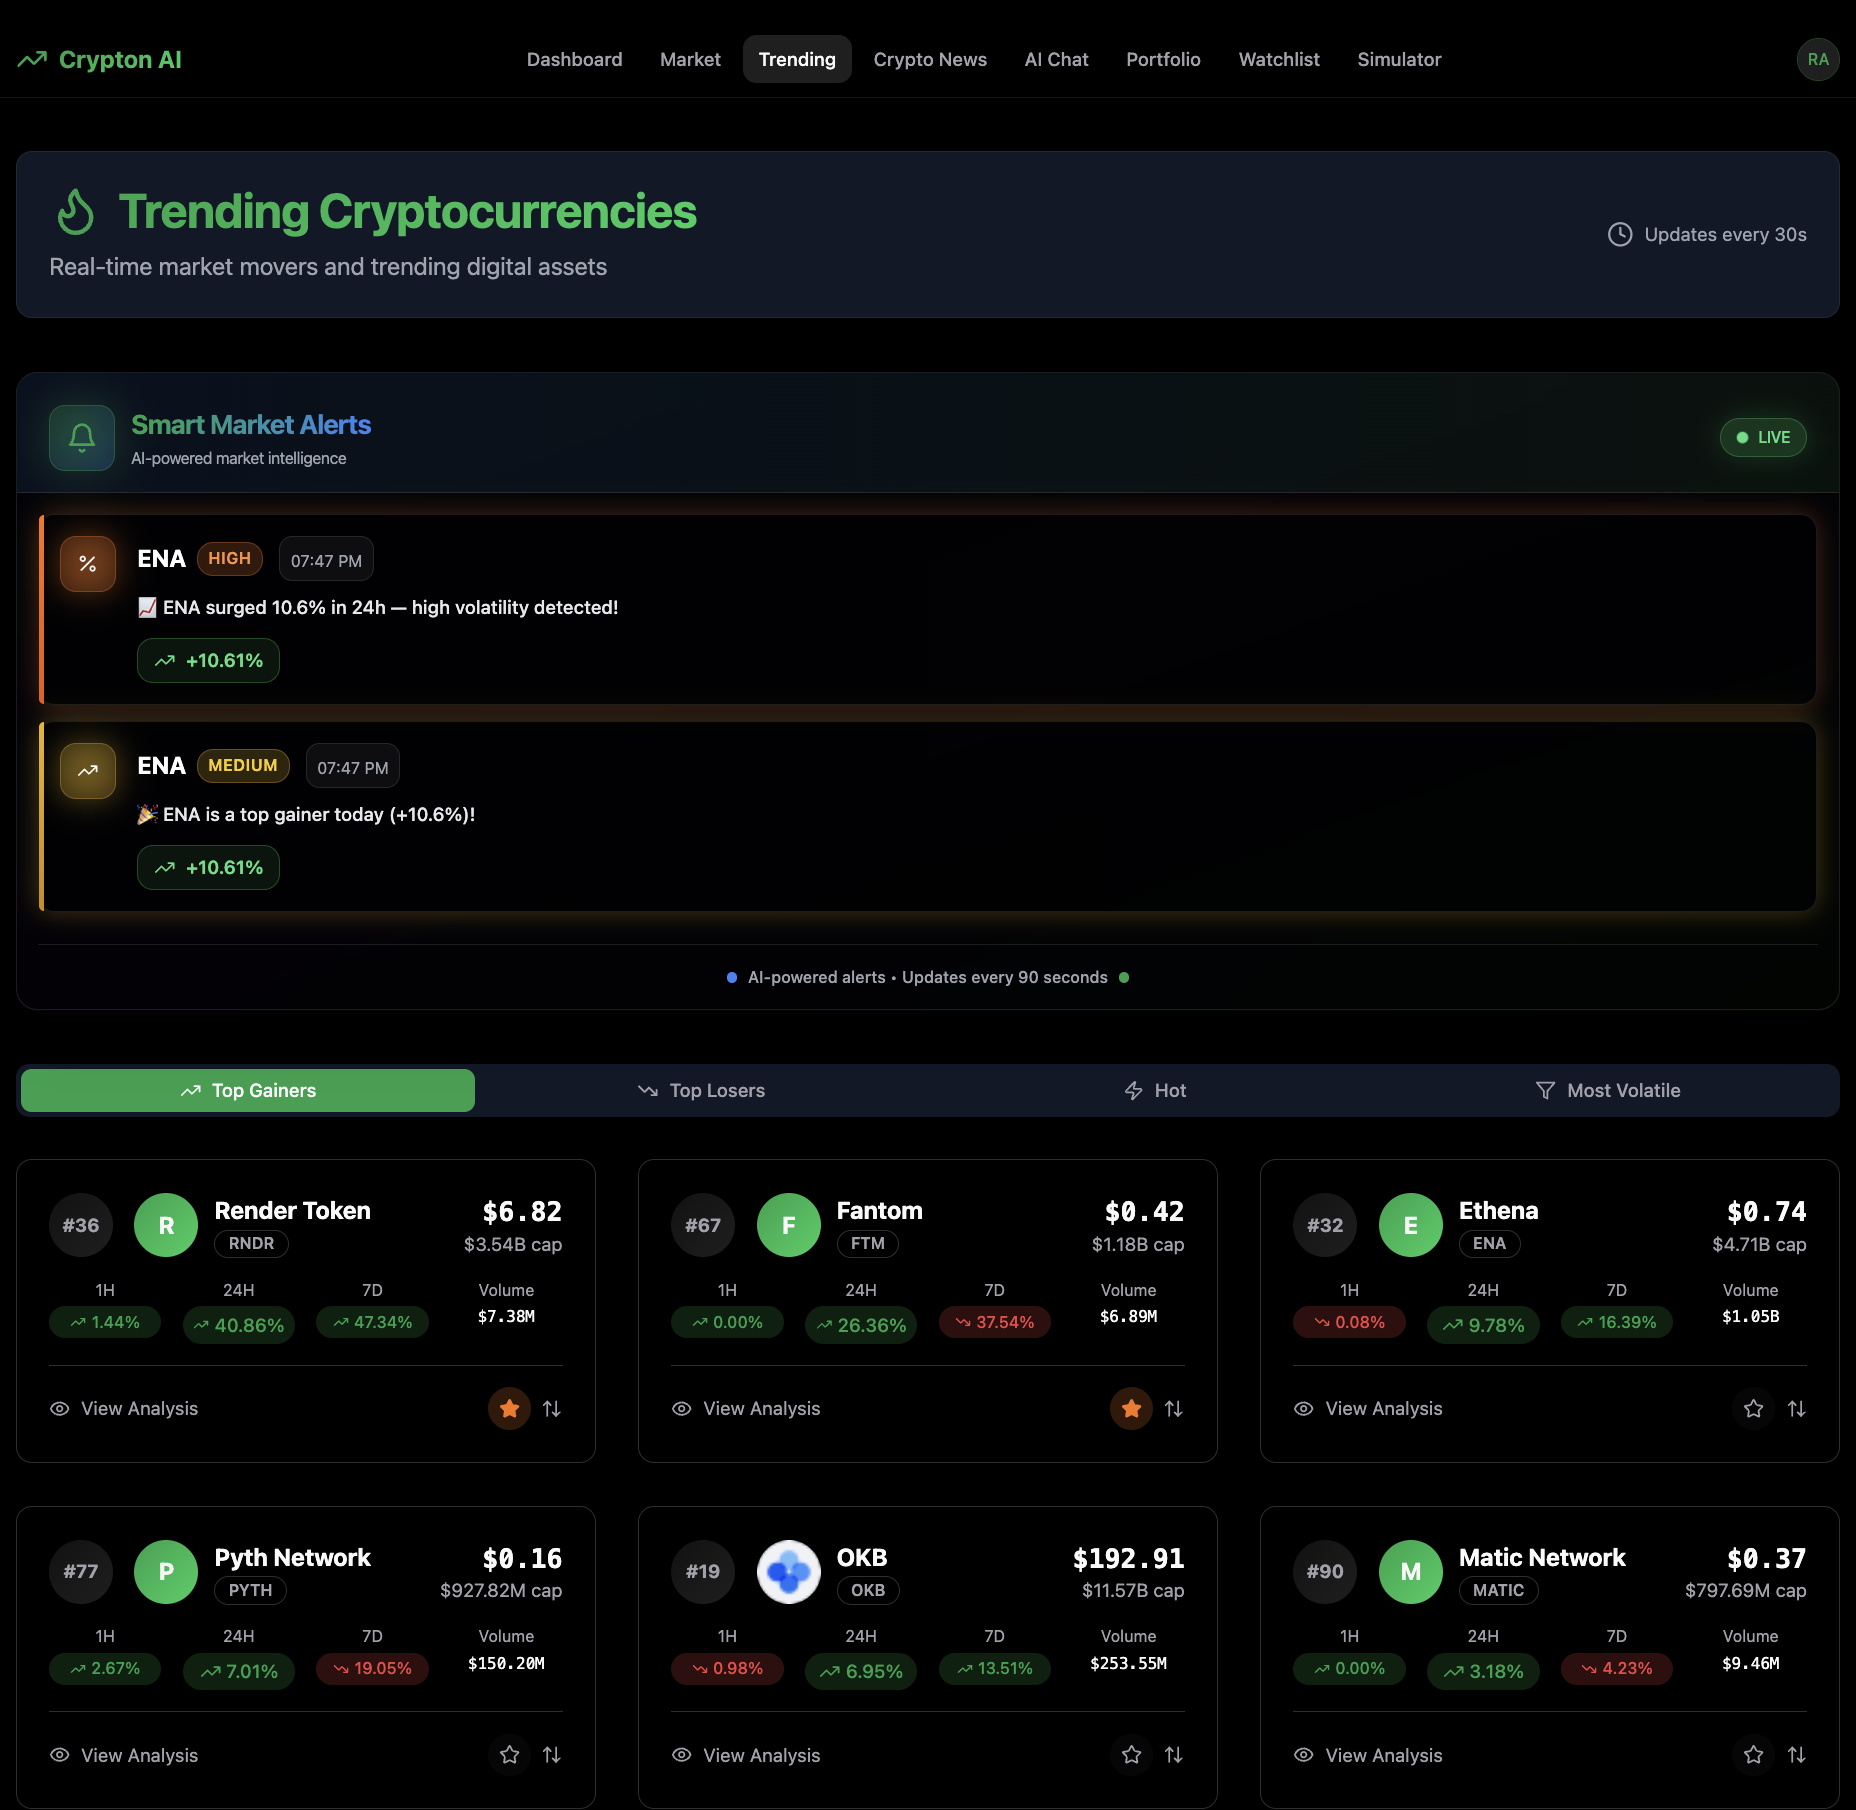 Crypton AI
Dashboard Market Trending Crypto News AI Chat Portfolio Watchlist Simulator
RA
Trending Cryptocurrencies
Real-time market movers and trending digital assets
Updates every 30s
Smart Market Alerts
AI-powered market intelligence
LIVE
% ENA HIGH 07:47 PM
📈 ENA surged 10.6% in 24h — high volatility detected!
+10.61%
ENA MEDIUM 07:47 PM
🎉 ENA is a top gainer today (+10.6%)!
+10.61%
AI-powered alerts • Updates every 90 seconds
Top Gainers Top Losers Hot Most Volatile
#36 R Render Token $6.82
RNDR $3.54B cap
1H 24H 7D Volume
1.44% 40.86% 47.34% $7.38M
View Analysis
#67 F Fantom $0.42
FTM $1.18B cap
1H 24H 7D Volume
0.00% 26.36% 37.54% $6.89M
View Analysis
#32 E Ethena $0.74
ENA $4.71B cap
1H 24H 7D Volume
0.08% 9.78% 16.39% $1.05B
View Analysis
#77 P Pyth Network $0.16
PYTH $927.82M cap
1H 24H 7D Volume
2.67% 7.01% 19.05% $150.20M
View Analysis
#19 OKB $192.91
OKB $11.57B cap
1H 24H 7D Volume
0.98% 6.95% 13.51% $253.55M
View Analysis
#90 M Matic Network $0.37
MATIC $797.69M cap
1H 24H 7D Volume
0.00% 3.18% 4.23% $9.46M
View Analysis